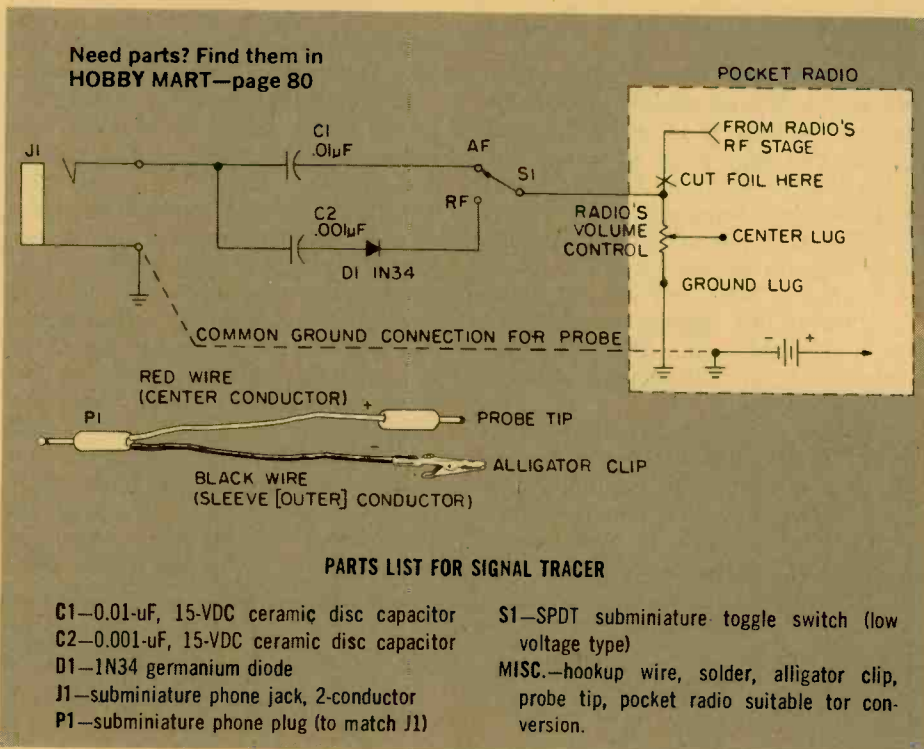 Need parts? Find them in
HOBBY MART—page 80
POCKET RADIO
C1
.01µF
AF
S1
J1
FROM RADIO'S
RF STAGE
CUT FOIL HERE
RF
C2
.001µF
D1 1N34
RADIO'S
VOLUME
CONTROL
CENTER LUG
GROUND LUG
COMMON GROUND CONNECTION FOR PROBE
- +
RED WIRE
(CENTER CONDUCTOR)
+
P1
PROBE TIP
-
ALLIGATOR CLIP
BLACK WIRE
(SLEEVE [OUTER] CONDUCTOR)
PARTS LIST FOR SIGNAL TRACER
C1—0.01-uF, 15-VDC ceramic disc capacitor
C2—0.001-uF, 15-VDC ceramic disc capacitor
D1—1N34 germanium diode
J1—subminiature phone jack, 2-conductor
P1—subminiature phone plug (to match J1)
S1—SPDT subminiature toggle switch (low
voltage type)
MISC.—hookup wire, solder, alligator clip,
probe tip, pocket radio suitable tor con-
version.